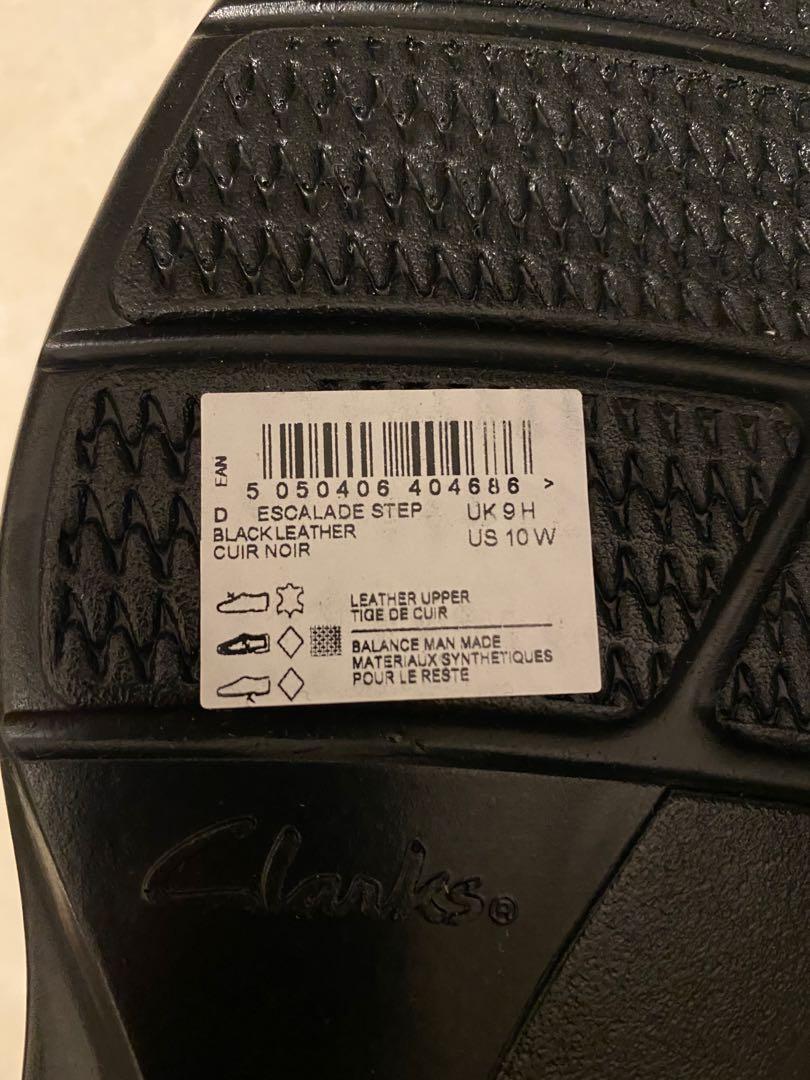 EAN
5 050406 404686 >
D ESCALADE STEP UK 9 H
BLACK LEATHER US 10 W
CUIR NOIR
LEATHER UPPER
TIGE DE CUIR
BALANCE MAN MADE
MATERIAUX SYNTHETIQUES
POUR LE RESTE
Clarks®